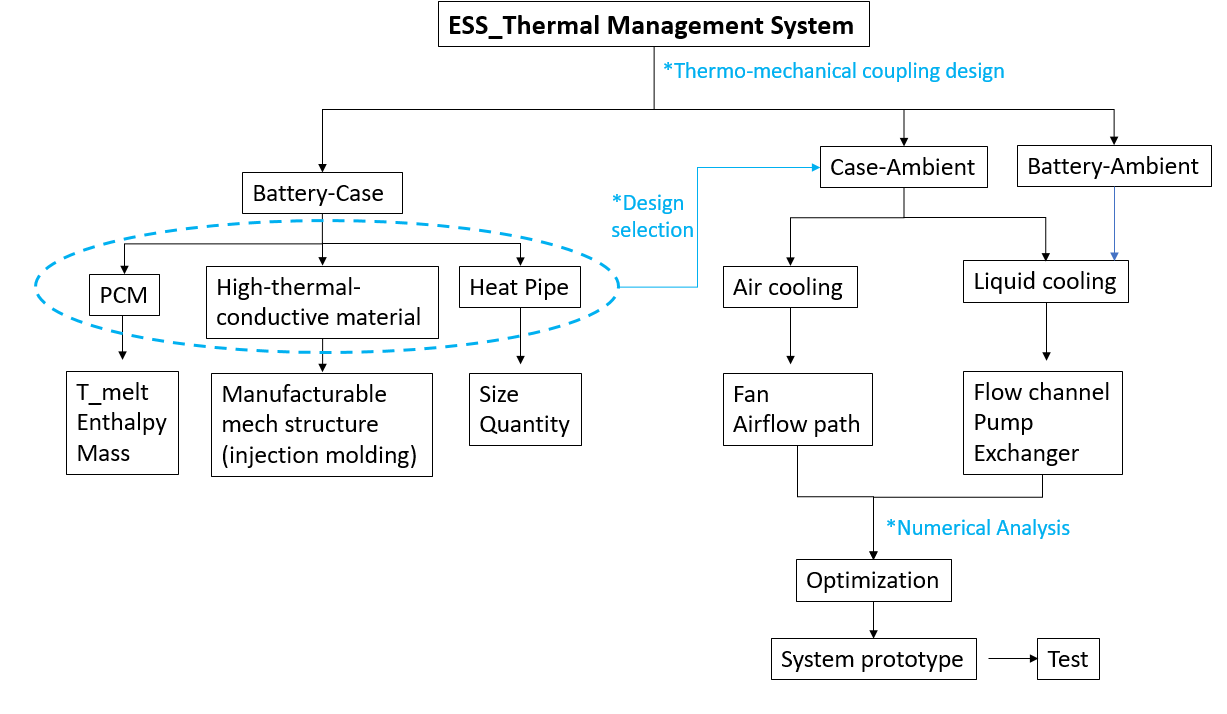 ESS_Thermal Management System
*Thermo-mechanical coupling design
Battery-Case
Case-Ambient
Battery-Ambient
*Design
selection
PCM
High-thermal-
conductive material
Heat Pipe
Air cooling
Liquid cooling
T_melt
Enthalpy
Mass
Manufacturable
mech structure
(injection molding)
Size
Quantity
Fan
Airflow path
Flow channel
Pump
Exchanger
*Numerical Analysis
Optimization
System prototype
Test